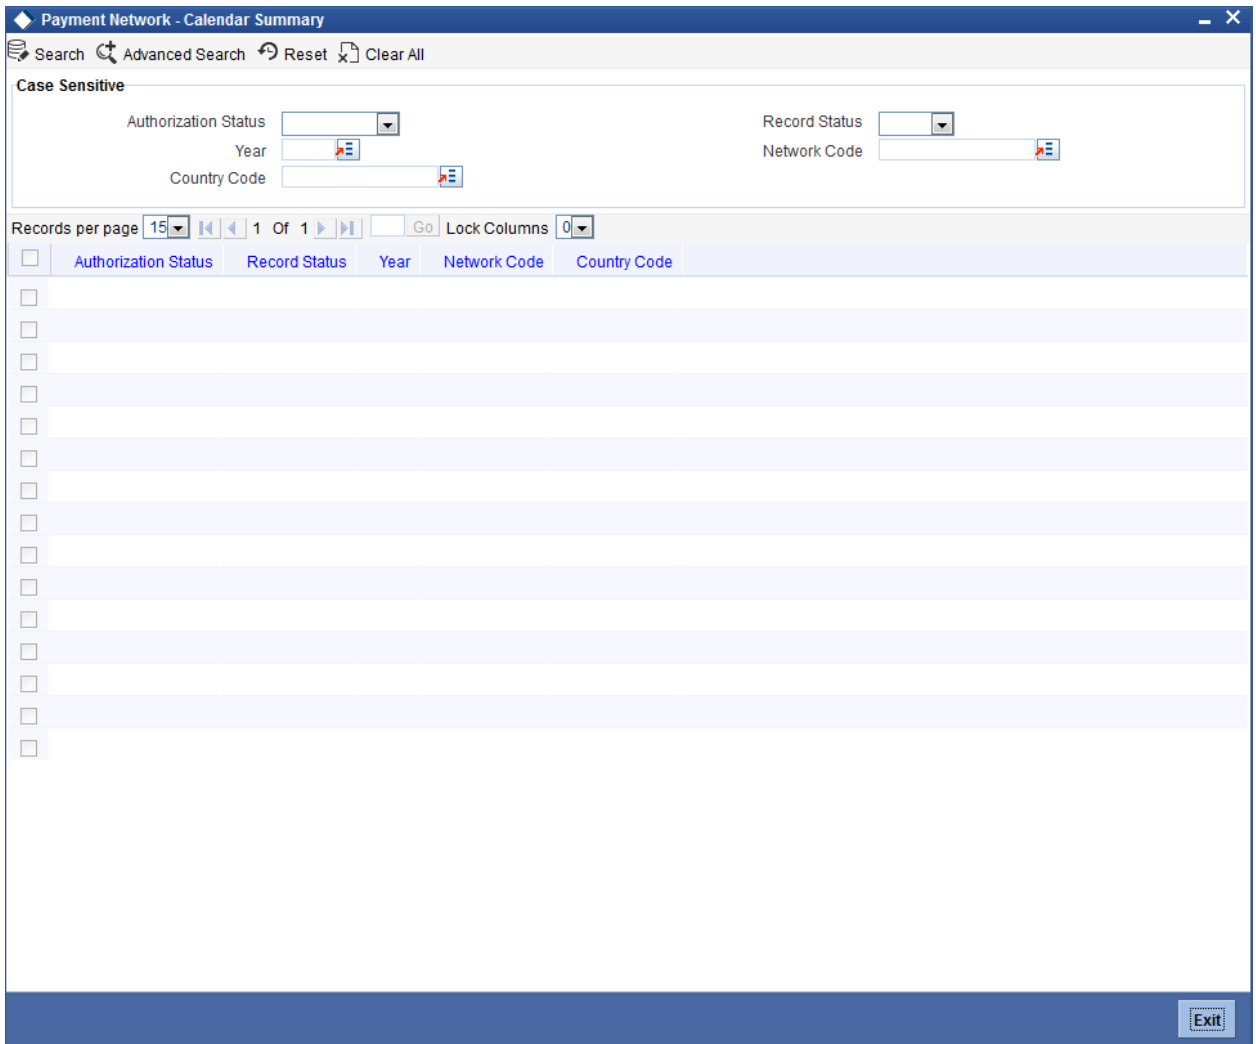 Payment Network - Calendar Summary
Search Advanced Search Reset Clear All
Case Sensitive
Authorization Status Record Status
Year Network Code
Country Code
Records per page 15 1 Of 1 Go Lock Columns 0
Authorization Status Record Status Year Network Code Country Code
Exit